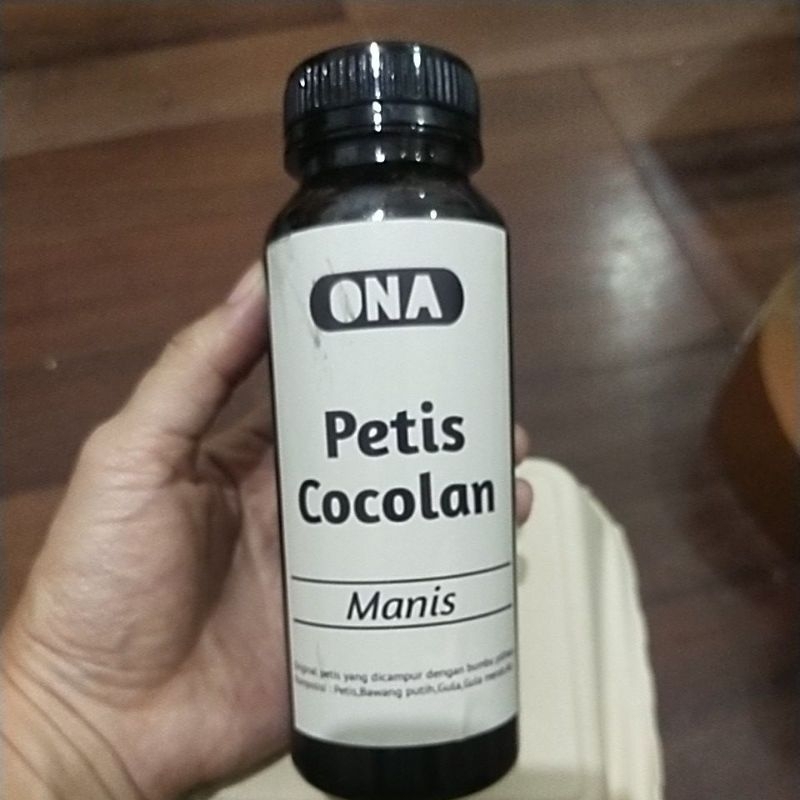 ONA
Petis
Cocolan
Manis
Original petis yang dicampur dengan bumbu
Komposisi : Petis,Bawang putih,Gula,Gula